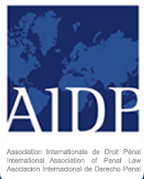 AIDP
Association Internationale de Droit Pénal
International Association of Penal Law
Asociación Internacional de Derecho Penal